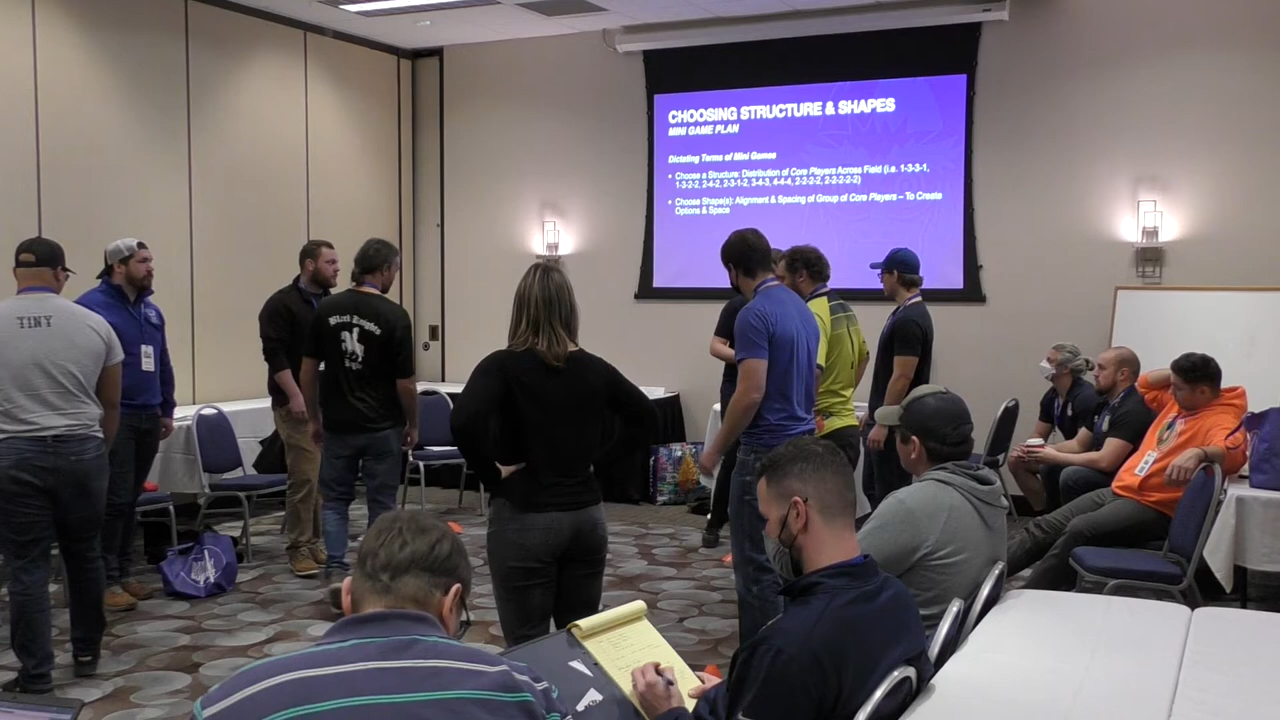 CHOOSING STRUCTURE & SHAPES
MINI GAME PLAN
Dictating Terms of Mini Games
• Choose a Structure: Distribution of Core Players Across Field (i.e. 1-3-3-1,
1-3-2-2, 2-4-2, 2-3-1-2, 3-4-3, 4-4-4, 2-2-2-2, 2-2-2-2-2)
• Choose Shape(s): Alignment & Spacing of Group of Core Players – To Create
Options & Space
TINY
Black Knights
Rugby